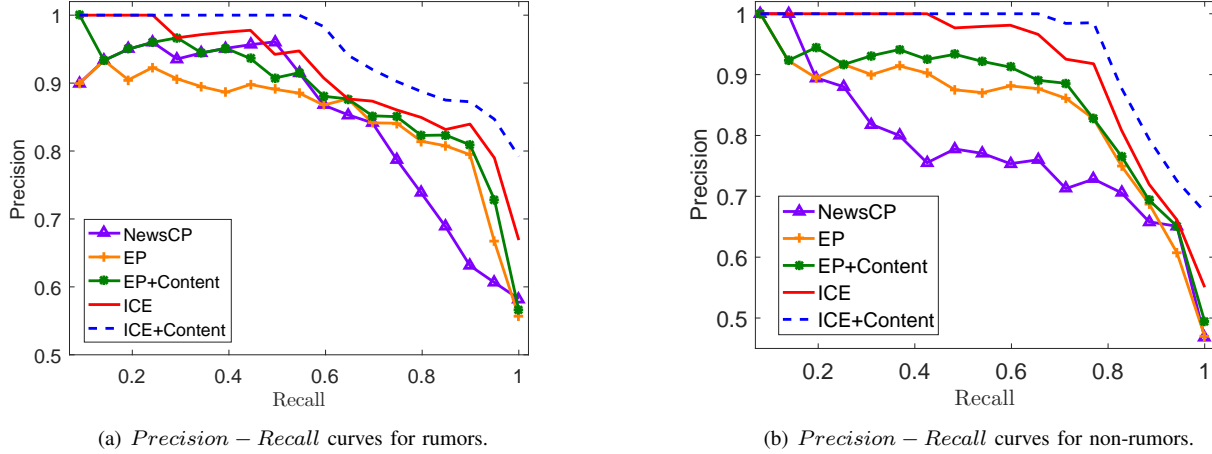 1
0.9
0.8
0.7
0.6
0.5
Precision
NewsCP
EP
EP+Content
ICE
ICE+Content
0.2
0.4
0.6
0.8
1
Recall
(a) Precision − Recall curves for rumors.
1
0.9
0.8
0.7
0.6
0.5
Precision
NewsCP
EP
EP+Content
ICE
ICE+Content
0.2
0.4
0.6
0.8
1
Recall
(b) Precision − Recall curves for non-rumors.